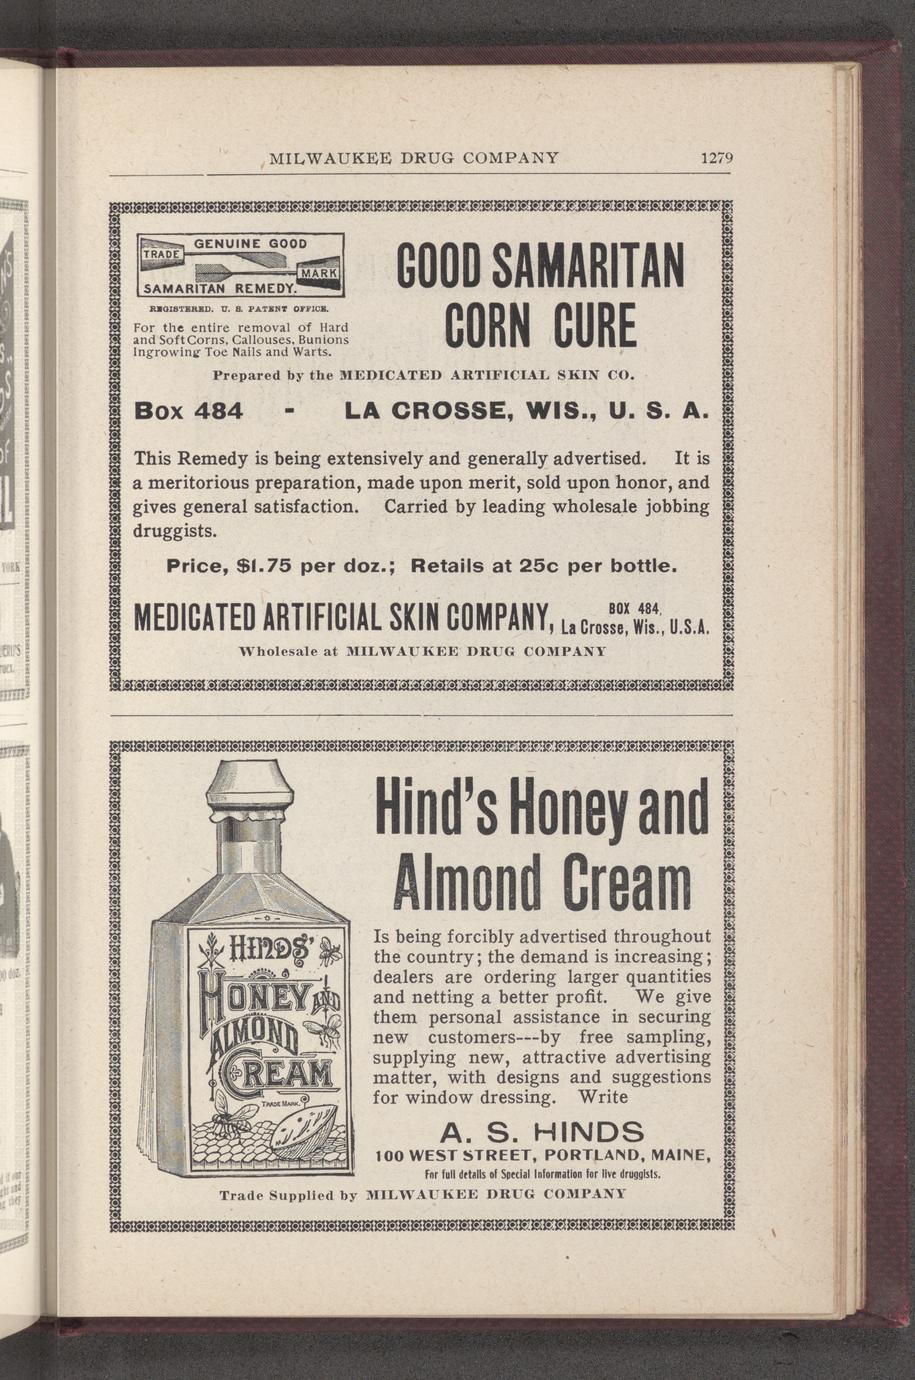 MILWAUKEE DRUG COMPANY 1279
GENUINE GOOD
TRADE
MARK
SAMARITAN REMEDY.
REGISTERED. U. S. PATENT OFFICE.
For the entire removal of Hard
and Soft Corns, Callouses, Bunions
Ingrowing Toe Nails and Warts.
GOOD SAMARITAN
CORN CURE
Prepared by the MEDICATED ARTIFICIAL SKIN CO.
Box 484 - LA CROSSE, WIS., U. S. A.
This Remedy is being extensively and generally advertised. It is
a meritorious preparation, made upon merit, sold upon honor, and
gives general satisfaction. Carried by leading wholesale jobbing
druggists.
Price, $1.75 per doz.; Retails at 25c per bottle.
MEDICATED ARTIFICIAL SKIN COMPANY, BOX 484,
La Crosse, Wis., U.S.A.
Wholesale at MILWAUKEE DRUG COMPANY
HINDS'
HONEY AND
ALMOND
CREAM
TRADE MARK.
Hind's Honey and
Almond Cream
Is being forcibly advertised throughout
the country; the demand is increasing;
dealers are ordering larger quantities
and netting a better profit. We give
them personal assistance in securing
new customers---by free sampling,
supplying new, attractive advertising
matter, with designs and suggestions
for window dressing. Write
A. S. HINDS
100 WEST STREET, PORTLAND, MAINE,
For full details of Special Information for live druggists.
Trade Supplied by MILWAUKEE DRUG COMPANY